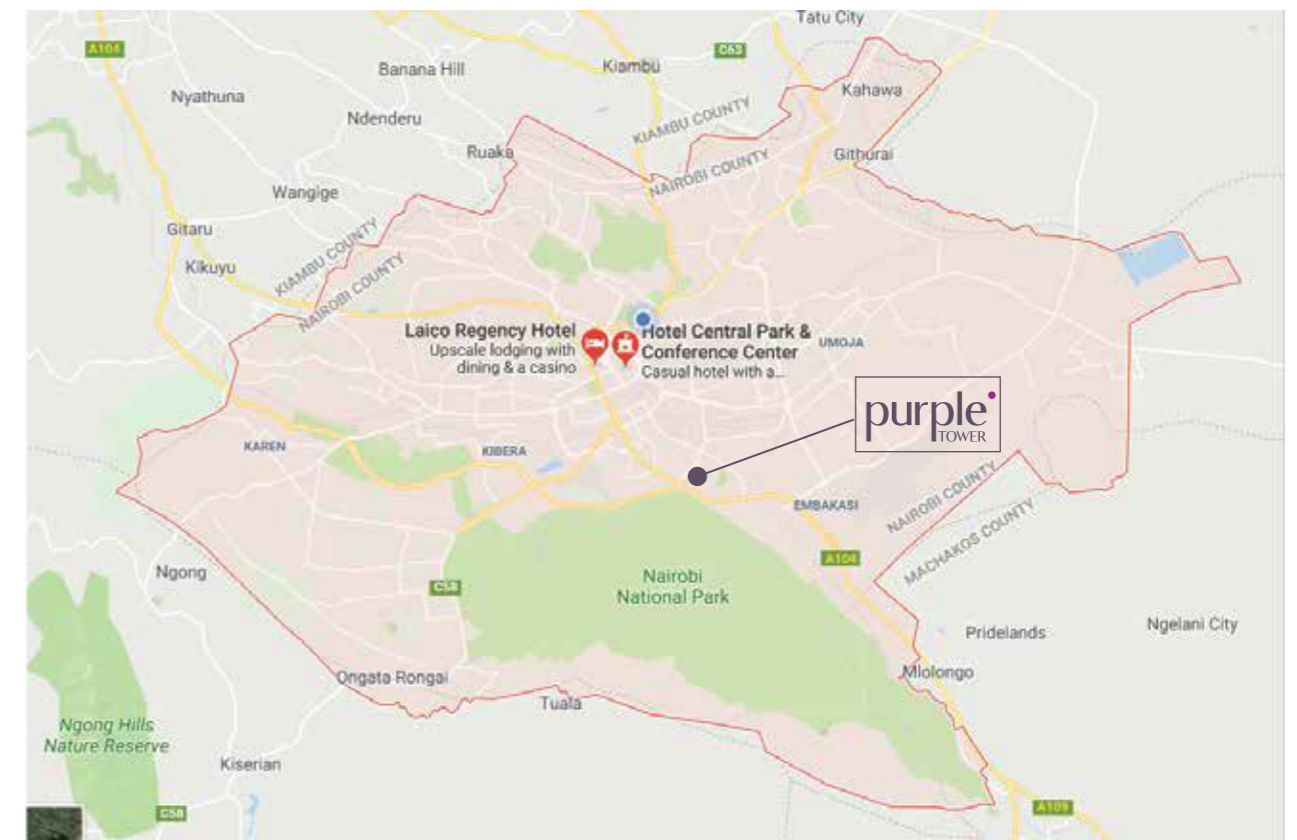 Tatu City
A104
C63
Banana Hill
Kiambu
Nyathuna
Kahawa
Ndenderu
KIAMBU COUNTY
Ruaka
Githurai
NAIROBI COUNTY
Wangige
Gitaru
KIAMBU COUNTY
Kikuyu
NAIROBI COUNTY
Laico Regency Hotel
Upscale lodging with
dining & a casino
Hotel Central Park &
Conference Center
Casual hotel with a...
UMOJA
purple
TOWER
KAREN
KIBERA
EMBAKASI
NAIROBI COUNTY
MACHAKOS COUNTY
A104
Ngong
C58
Nairobi
National Park
Pridelands
Ngelani City
Ongata Rongai
Mlolongo
Tuala
Ngong Hills
Nature Reserve
Kiserian
C58
A109